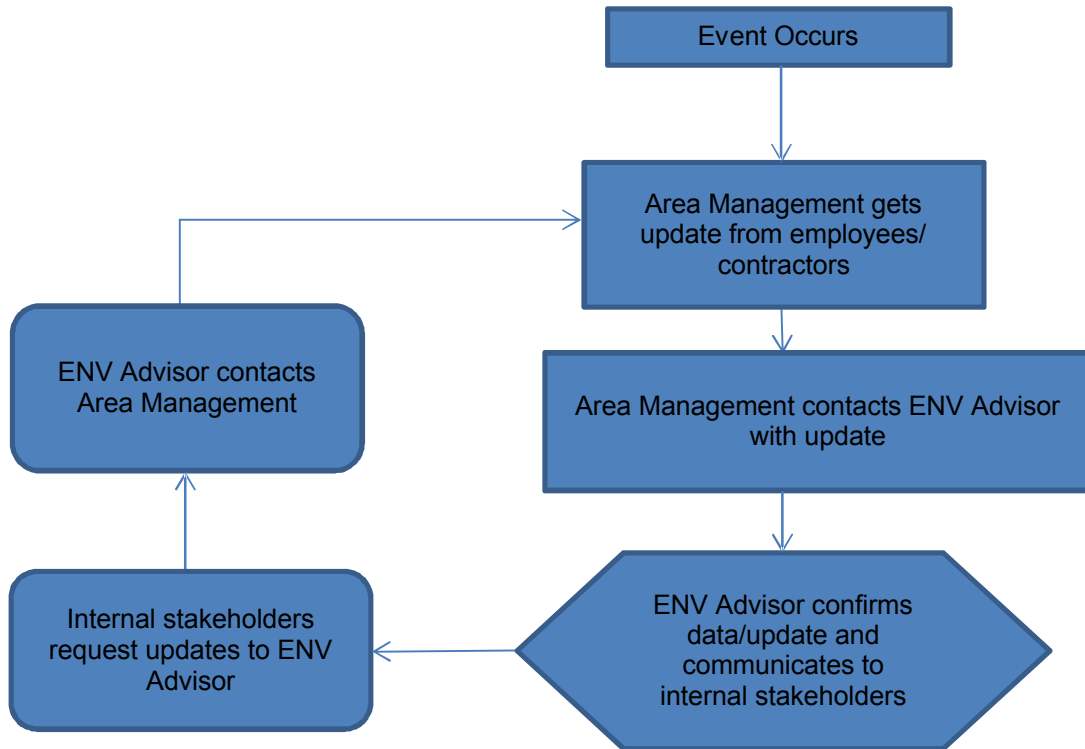 Event Occurs
Area Management gets
update from employees/
contractors
Area Management contacts ENV Advisor
with update
ENV Advisor confirms
data/update and
communicates to
internal stakeholders
Internal stakeholders
request updates to ENV
Advisor
ENV Advisor contacts
Area Management